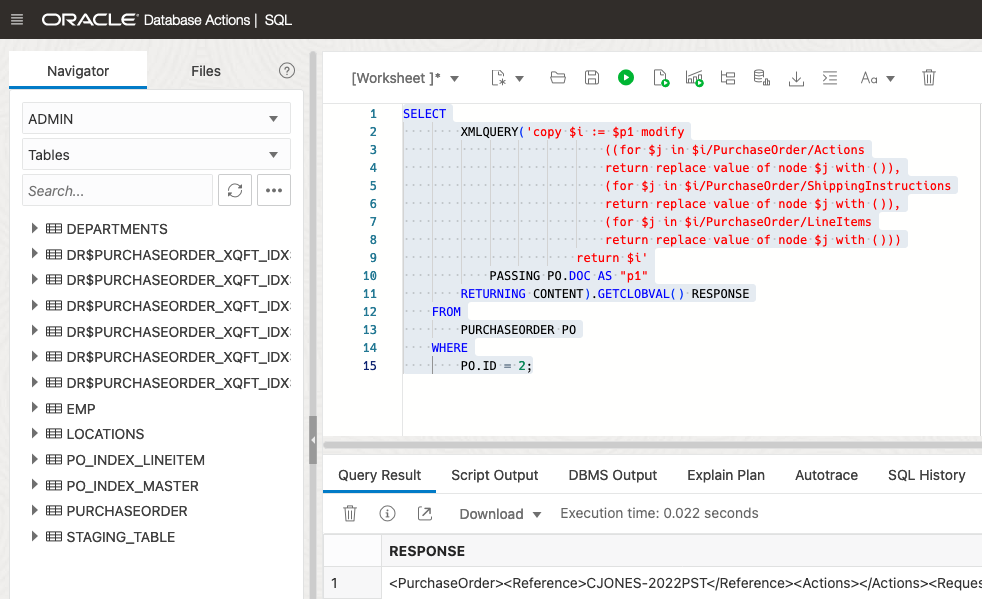 ORACLE Database Actions | SQL
Navigator
Files
ADMIN
Tables
Search...
DEPARTMENTS
DR$PURCHASEORDER_XQFT_IDX
DR$PURCHASEORDER_XQFT_IDX
DR$PURCHASEORDER_XQFT_IDX
DR$PURCHASEORDER_XQFT_IDX
DR$PURCHASEORDER_XQFT_IDX
DR$PURCHASEORDER_XQFT_IDX
EMP
LOCATIONS
PO_INDEX_LINEITEM
PO_INDEX_MASTER
PURCHASEORDER
STAGING_TABLE
[Worksheet ]*
Aa
1 SELECT
2 XMLQUERY('copy $i := $p1 modify
3 ((for $j in $i/PurchaseOrder/Actions
4 return replace value of node $j with ()),
5 (for $j in $i/PurchaseOrder/ShippingInstructions
6 return replace value of node $j with ()),
7 (for $j in $i/PurchaseOrder/LineItems
8 return replace value of node $j with ()))
9 return $i'
10 PASSING PO.DOC AS "p1"
11 RETURNING CONTENT).GETCLOBVAL() RESPONSE
12 FROM
13 PURCHASEORDER PO
14 WHERE
15 PO.ID = 2;
Query Result
Script Output
DBMS Output
Explain Plan
Autotrace
SQL History
Download
Execution time: 0.022 seconds
RESPONSE
1 <PurchaseOrder><Reference>CJONES-2022PST</Reference><Actions></Actions><Reques